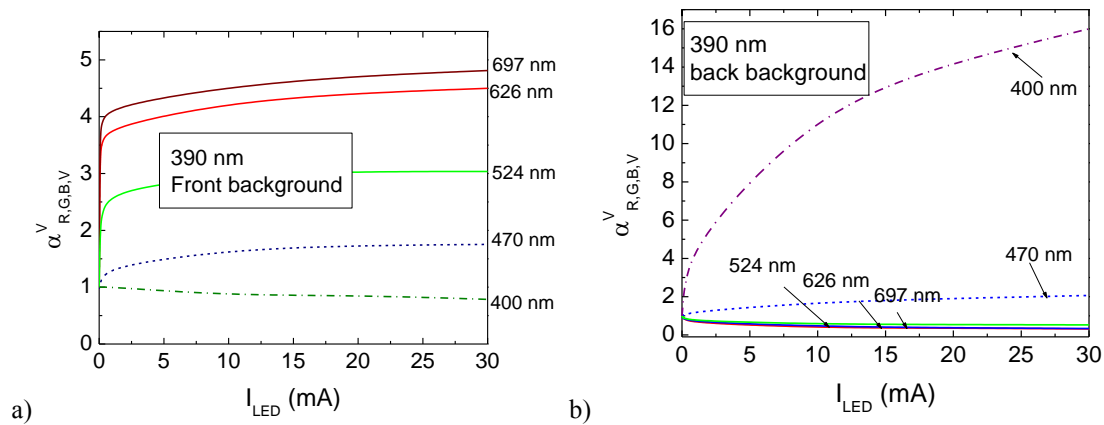 5
4
3
2
1
0
0 5 10 15 20 25 30
α^V_R,G,B,V
I_LED (mA)
390 nm
Front background
697 nm
626 nm
524 nm
470 nm
400 nm
a)
16
14
12
10
8
6
4
2
0
0 5 10 15 20 25 30
α^V_R,G,B,V
I_LED (mA)
390 nm
back background
400 nm
470 nm
524 nm
626 nm
697 nm
b)